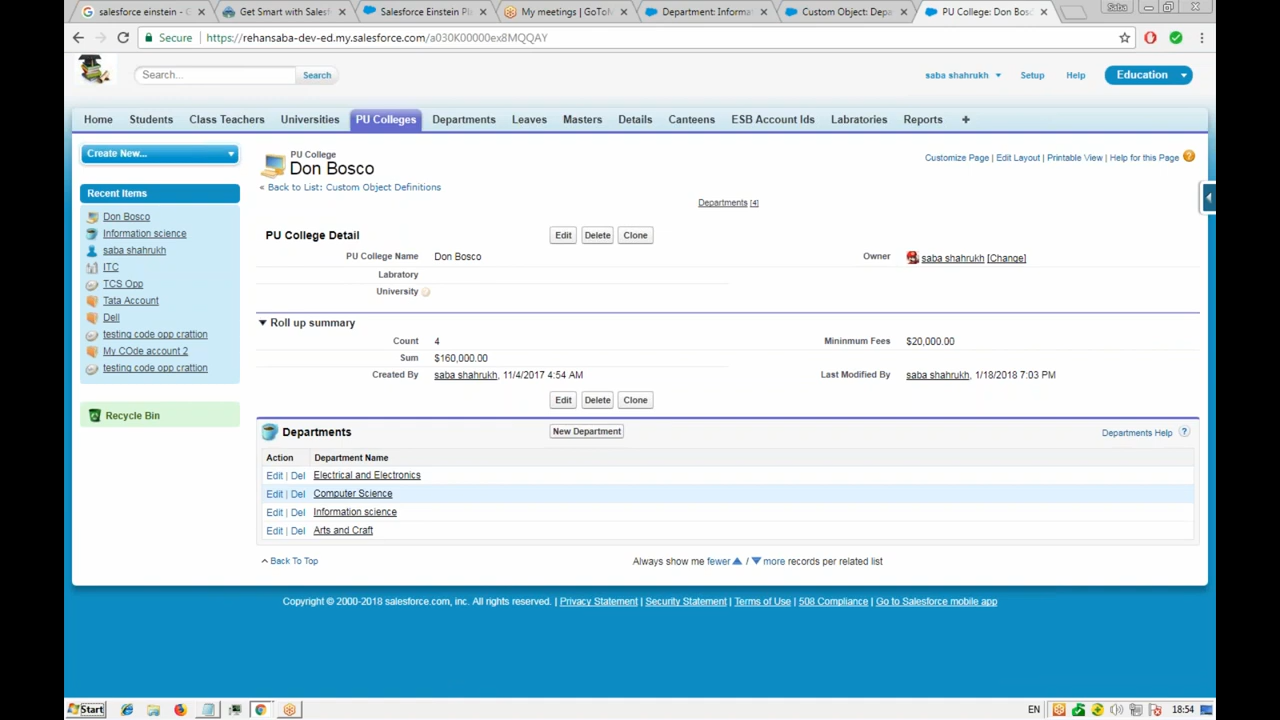 salesforce einstein - G
Get Smart with Salesf
Salesforce Einstein Pl
My meetings | GoToM
Department: Informa
Custom Object: Depa
PU College: Don Bosc
Saba
Secure
https://rehansaba-dev-ed.my.salesforce.com/a030K00000ex8MQQAY
Search...
Search
saba shahrukh
Setup
Help
Education
Home
Students
Class Teachers
Universities
PU Colleges
Departments
Leaves
Masters
Details
Canteens
ESB Account Ids
Labratories
Reports
+
Create New...
Recent Items
Don Bosco
Information science
saba shahrukh
ITC
TCS Opp
Tata Account
Dell
testing code opp crattion
My COde account 2
testing code opp crattion
Recycle Bin
PU College
Don Bosco
« Back to List: Custom Object Definitions
Customize Page | Edit Layout | Printable View | Help for this Page ?
Departments [4]
PU College Detail
Edit
Delete
Clone
PU College Name Don Bosco
Owner saba shahrukh [Change]
Labratory
University
Roll up summary
Count 4
Mininmum Fees $20,000.00
Sum $160,000.00
Created By saba shahrukh, 11/4/2017 4:54 AM
Last Modified By saba shahrukh, 1/18/2018 7:03 PM
Edit
Delete
Clone
Departments
New Department
Departments Help ?
Action Department Name
Edit | Del Electrical and Electronics
Edit | Del Computer Science
Edit | Del Information science
Edit | Del Arts and Craft
Back To Top
Always show me fewer / more records per related list
Copyright © 2000-2018 salesforce.com, inc. All rights reserved. | Privacy Statement | Security Statement | Terms of Use | 508 Compliance | Go to Salesforce mobile app
Start
EN
18:54